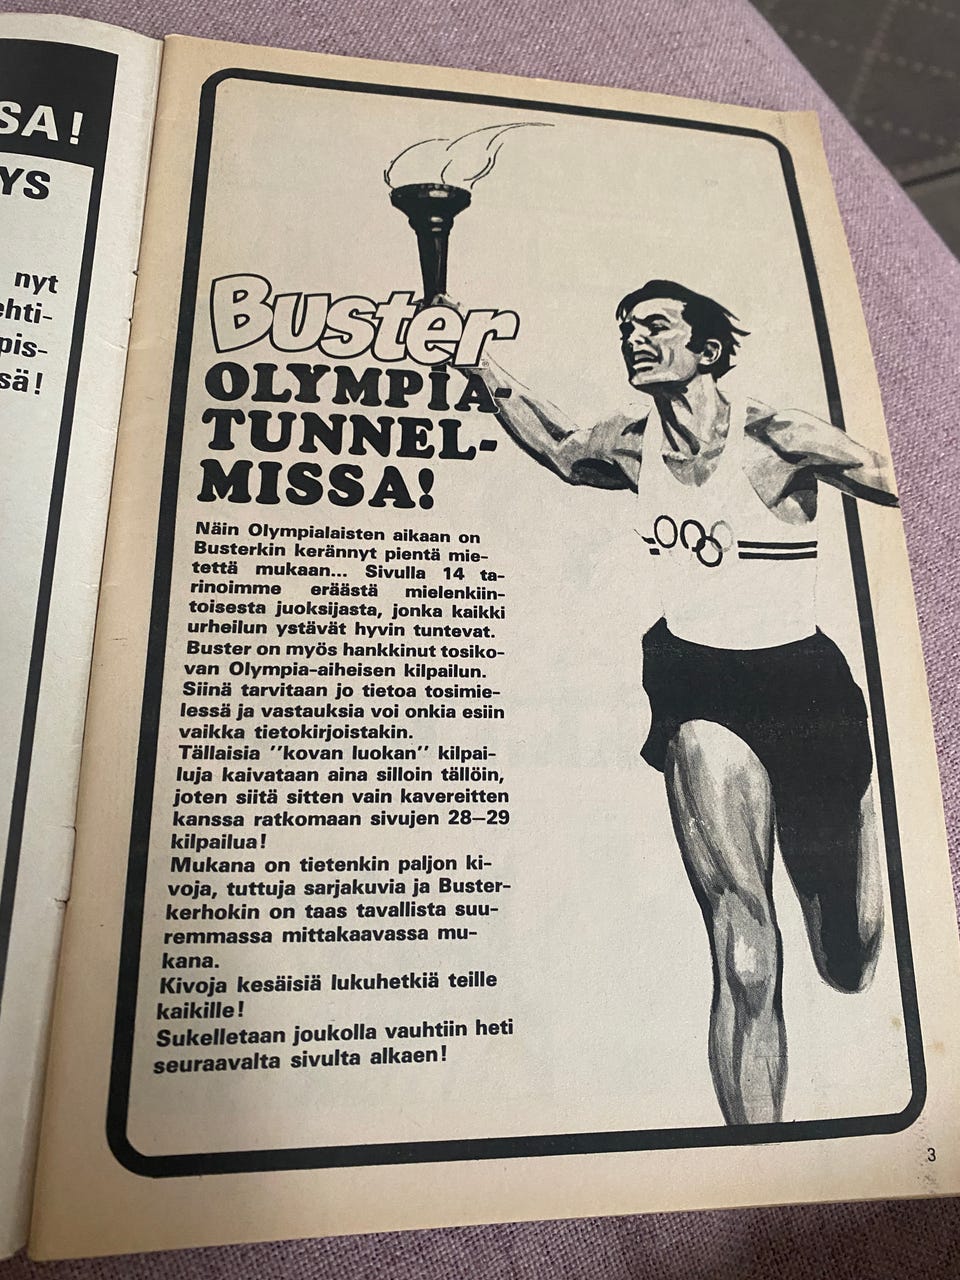 SA!
YS
nyt
ehti-
pis-
sä!
Buster
OLYMPIA-
TUNNEL-
MISSA!
Näin Olympialaisten aikaan on
Busterkin kerännyt pientä mie-
tettä mukaan... Sivulla 14 ta-
rinoimme eräästä mielenkiin-
toisesta juoksijasta, jonka kaikki
urheilun ystävät hyvin tuntevat.
Buster on myös hankkinut tosiko-
van Olympia-aiheisen kilpailun.
Siinä tarvitaan jo tietoa tosimie-
lessä ja vastauksia voi onkia esiin
vaikka tietokirjoistakin.
Tällaisia ''kovan luokan'' kilpai-
luja kaivataan aina silloin tällöin,
joten siitä sitten vain kavereitten
kanssa ratkomaan sivujen 28—29
kilpailua!
Mukana on tietenkin paljon ki-
voja, tuttuja sarjakuvia ja Buster-
kerhokin on taas tavallista suu-
remmassa mittakaavassa mu-
kana.
Kivoja kesäisiä lukuhetkiä teille
kaikille!
Sukelletaan joukolla vauhtiin heti
seuraavalta sivulta alkaen!
3